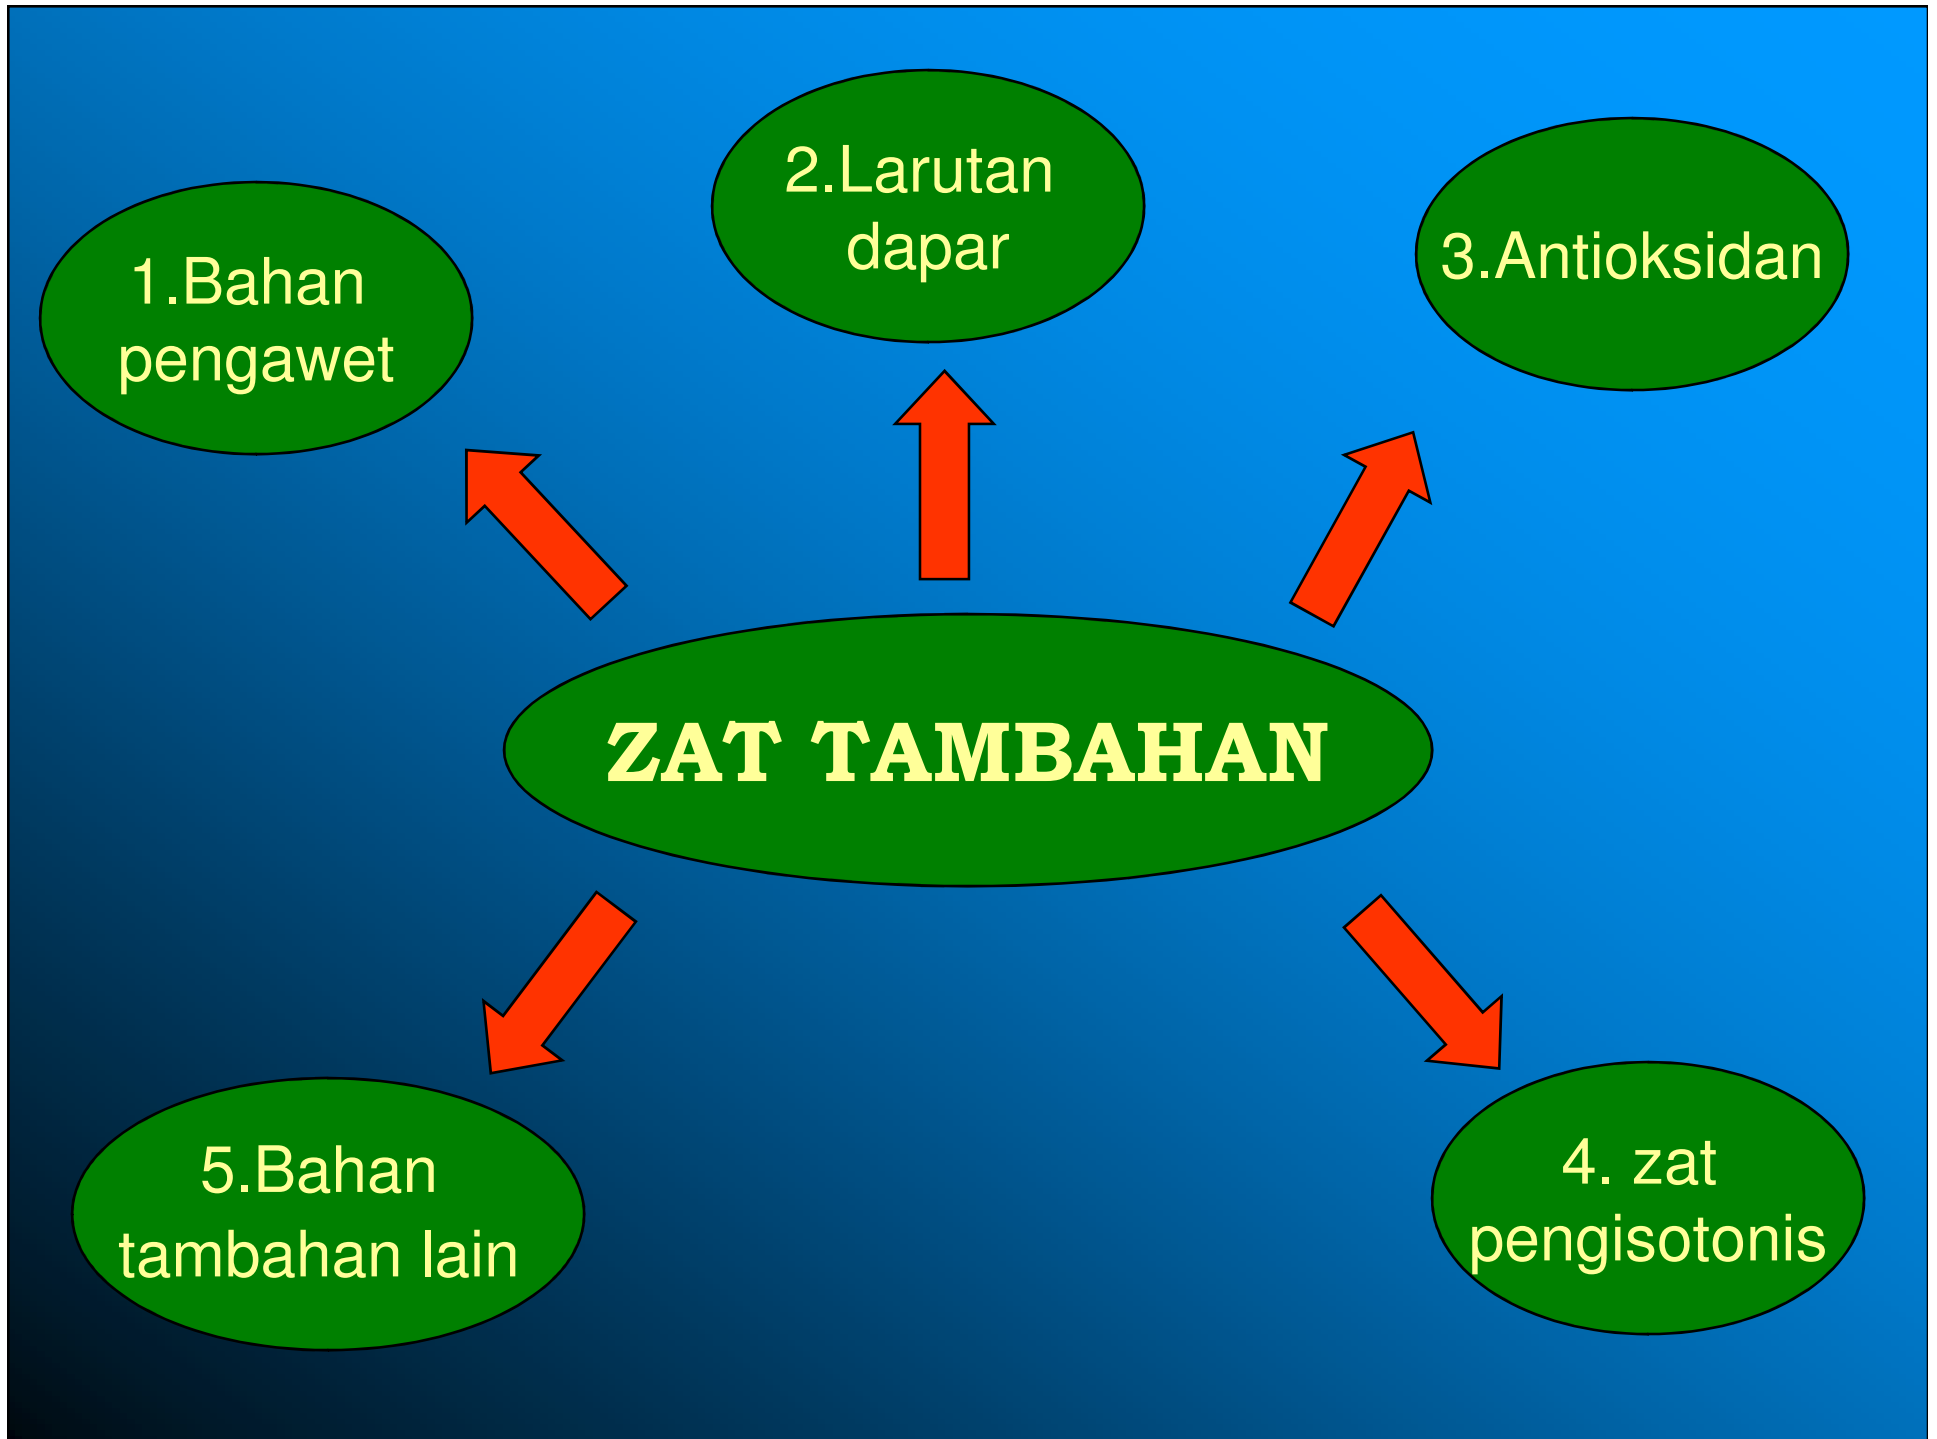 1.Bahan
pengawet
2.Larutan
dapar
3.Antioksidan
ZAT TAMBAHAN
4. zat
pengisotonis
5.Bahan
tambahan lain